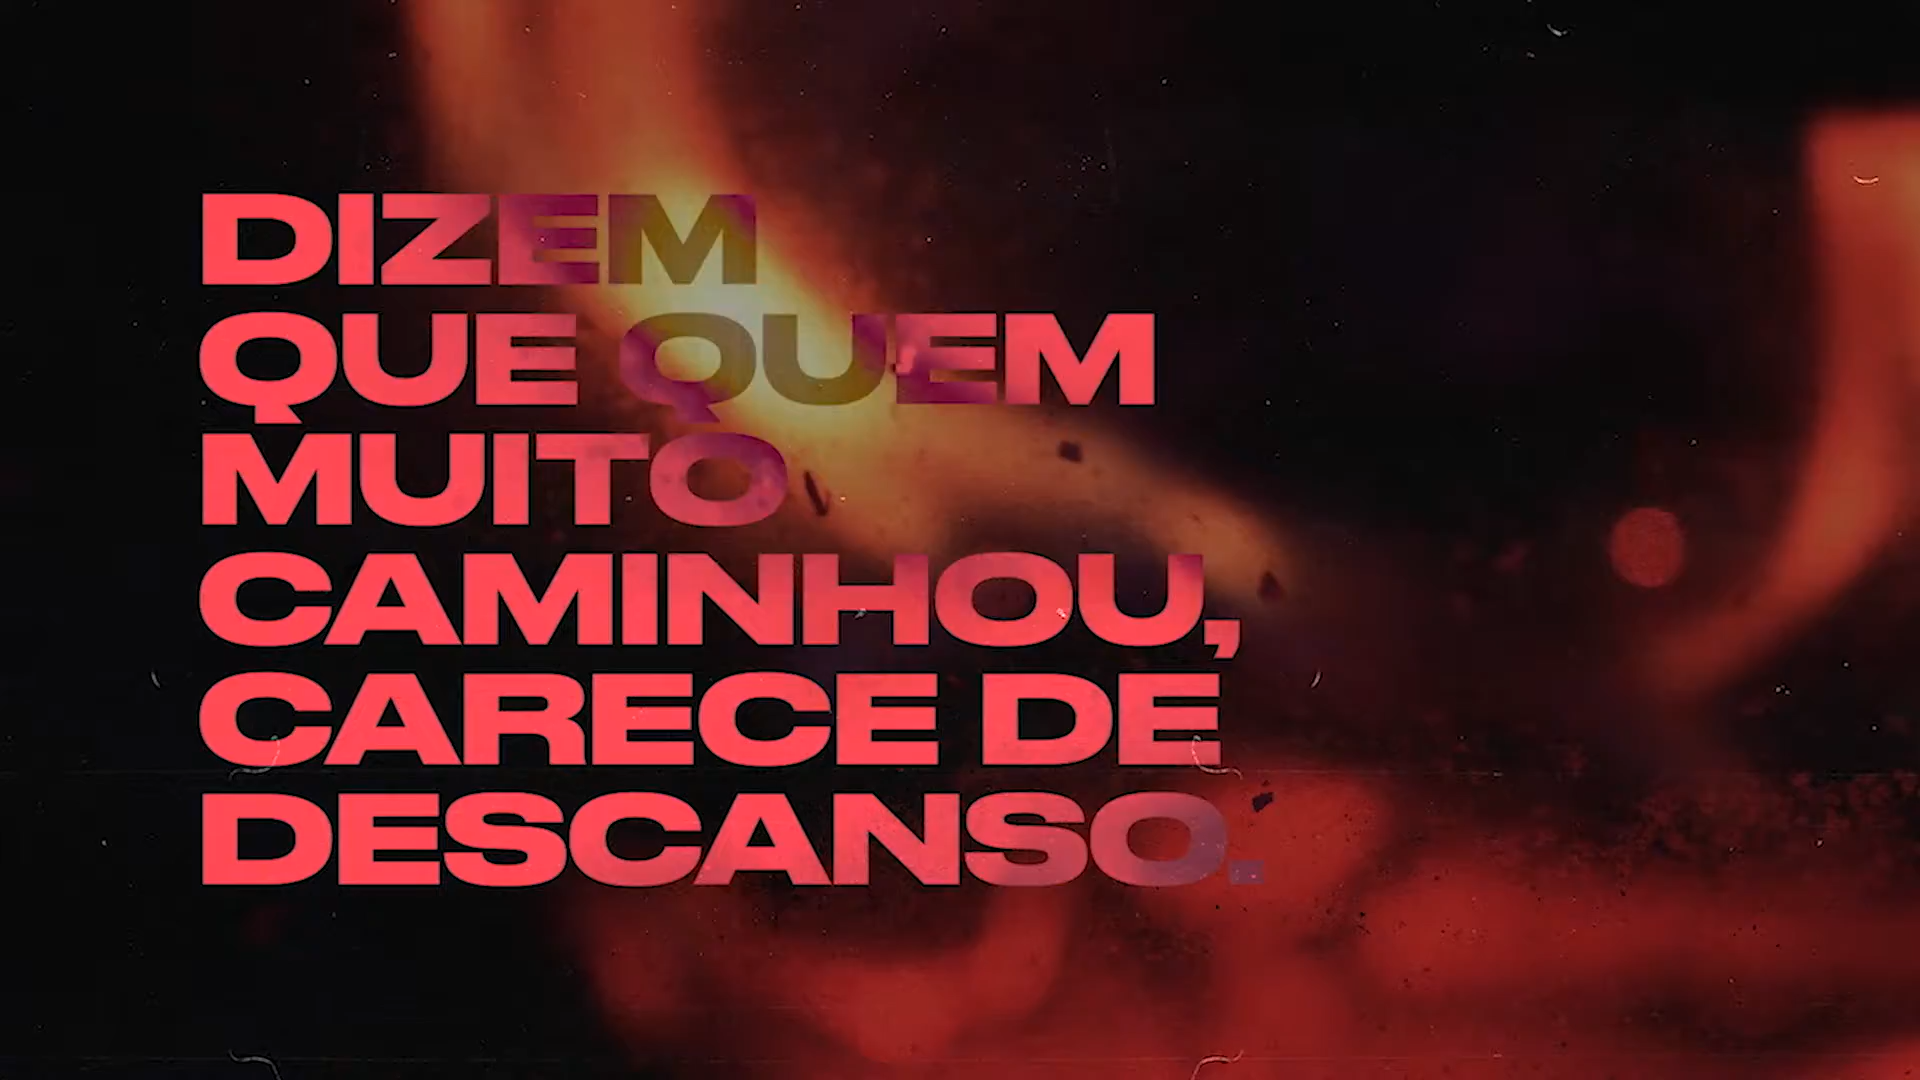 DIZEM
QUE QUEM
MUITO
CAMINHOU,
CARECE DE
DESCANSO.